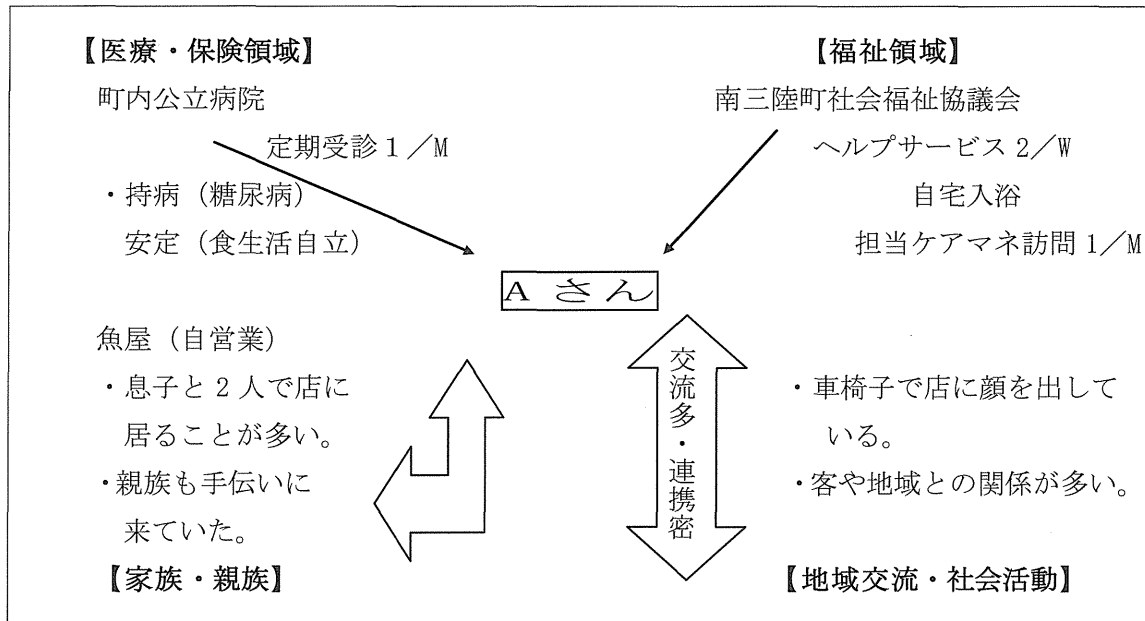 【医療・保険領域】
町内公立病院
定期受診1/M
・持病(糖尿病)
安定(食生活自立)
【福祉領域】
南三陸町社会福祉協議会
ヘルプサービス2/W
自宅入浴
担当ケアマネ訪問1/M
Aさん
魚屋(自営業)
・息子と2人で店に
居ることが多い。
・親族も手伝いに
来ていた。
【家族・親族】
交流多・連携密
・車椅子で店に顔を出して
いる。
・客や地域との関係が多い。
【地域交流・社会活動】